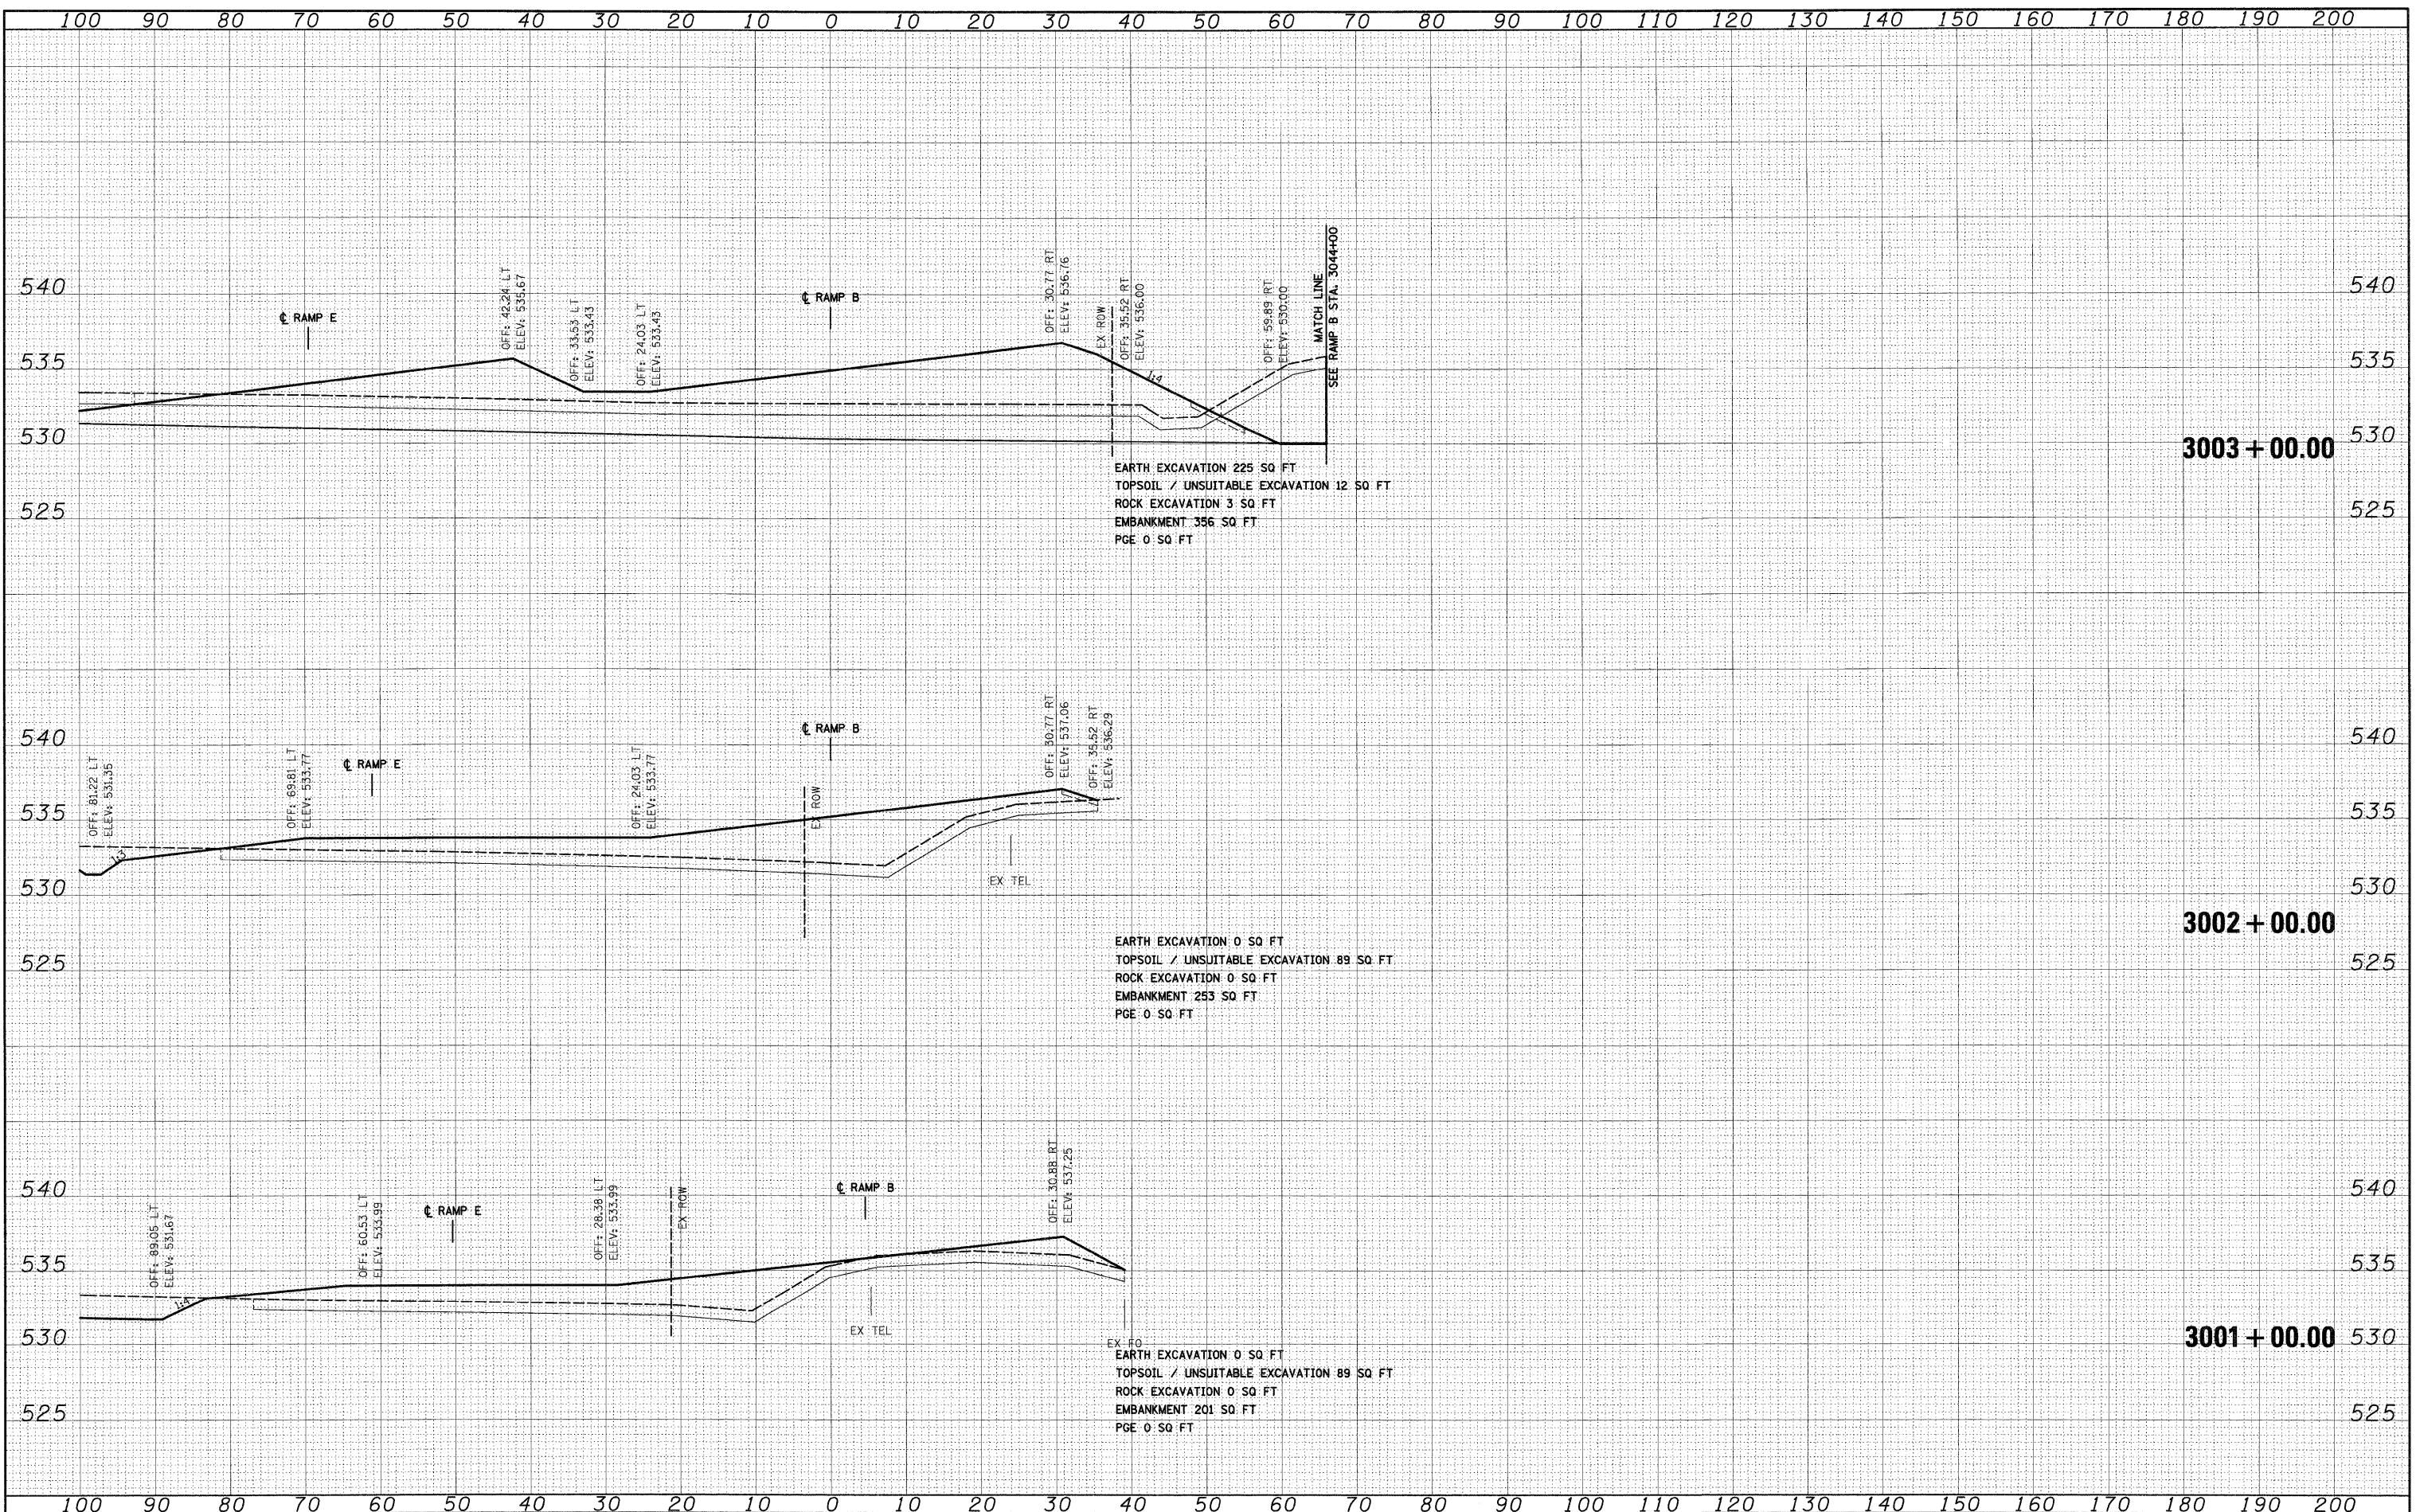 100 90 80 70 60 50 40 30 20 10 0 10 20 30 40 50 60 70 80 90 100 110 120 130 140 150 160 170 180 190 200
540
535
530
525
℄ RAMP E
OFF: 42.24 LT
ELEV: 535.67
OFF: 33.53 LT
ELEV: 533.43
OFF: 24.03 LT
ELEV: 533.43
℄ RAMP B
OFF: 30.77 RT
ELEV: 536.76
EX ROW
OFF: 35.52 RT
ELEV: 536.00
1:4
OFF: 59.89 RT
ELEV: 530.00
MATCH LINE
SEE RAMP B STA. 3044+00
540
535
530
525
3003+00.00
EARTH EXCAVATION 225 SQ FT
TOPSOIL / UNSUITABLE EXCAVATION 12 SQ FT
ROCK EXCAVATION 3 SQ FT
EMBANKMENT 356 SQ FT
PGE 0 SQ FT
540
535
530
525
OFF: 81.22 LT
ELEV: 531.35
1:3
OFF: 69.81 LT
ELEV: 533.77
℄ RAMP E
OFF: 24.03 LT
ELEV: 533.77
℄ RAMP B
EX ROW
OFF: 30.77 RT
ELEV: 537.06
OFF: 35.52 RT
ELEV: 536.29
EX TEL
540
535
530
525
3002+00.00
EARTH EXCAVATION 0 SQ FT
TOPSOIL / UNSUITABLE EXCAVATION 89 SQ FT
ROCK EXCAVATION 0 SQ FT
EMBANKMENT 253 SQ FT
PGE 0 SQ FT
540
535
530
525
OFF: 89.05 LT
ELEV: 531.67
1:4
OFF: 60.53 LT
ELEV: 533.99
℄ RAMP E
OFF: 28.38 LT
ELEV: 533.99
EX ROW
℄ RAMP B
OFF: 30.88 RT
ELEV: 537.25
EX TEL
EX FO
540
535
530
525
3001+00.00
EARTH EXCAVATION 0 SQ FT
TOPSOIL / UNSUITABLE EXCAVATION 89 SQ FT
ROCK EXCAVATION 0 SQ FT
EMBANKMENT 201 SQ FT
PGE 0 SQ FT
100 90 80 70 60 50 40 30 20 10 0 10 20 30 40 50 60 70 80 90 100 110 120 130 140 150 160 170 180 190 200